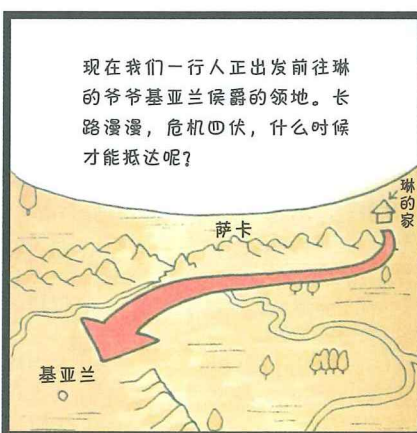 现在我们一行人正出发前往琳
的爷爷基亚兰侯爵的领地。长
路漫漫，危机四伏，什么时候
才能抵达呢？
琳的家
萨卡
基亚兰